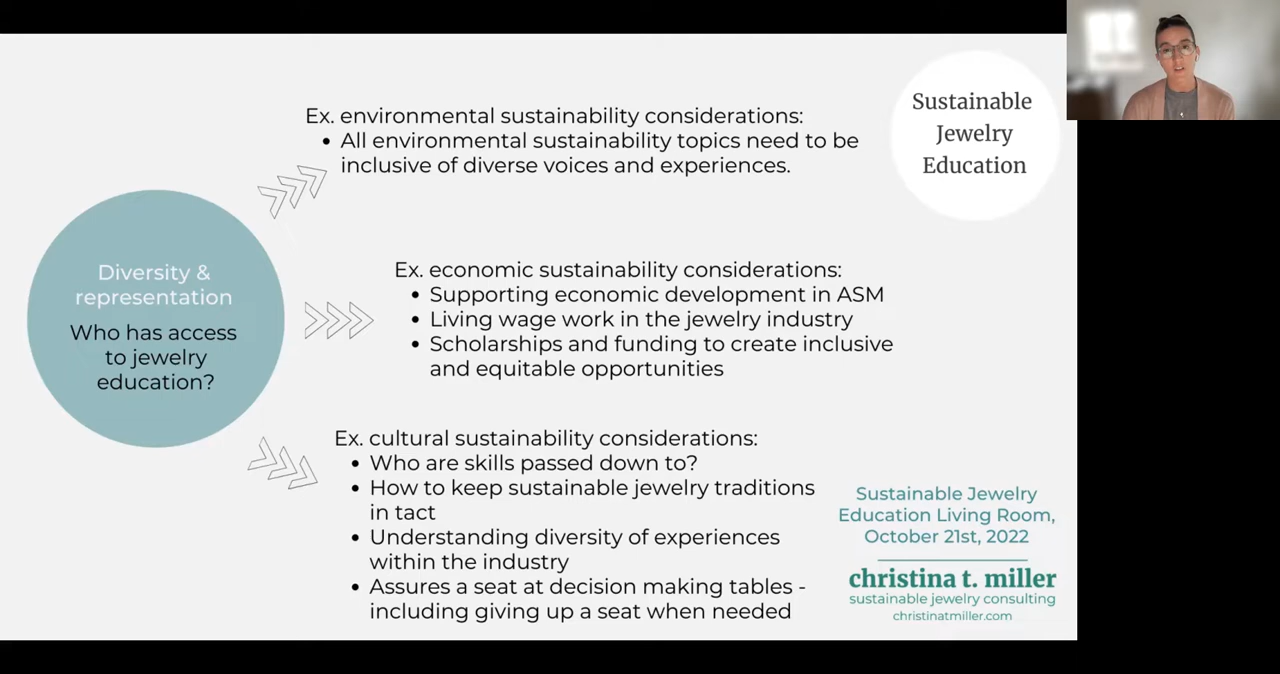 Ex. environmental sustainability considerations:
• All environmental sustainability topics need to be
inclusive of diverse voices and experiences.
Sustainable
Jewelry
Education
Diversity &
representation
Who has access
to jewelry
education?
Ex. economic sustainability considerations:
• Supporting economic development in ASM
• Living wage work in the jewelry industry
• Scholarships and funding to create inclusive
and equitable opportunities
Ex. cultural sustainability considerations:
• Who are skills passed down to?
• How to keep sustainable jewelry traditions
in tact
• Understanding diversity of experiences
within the industry
• Assures a seat at decision making tables -
including giving up a seat when needed
Sustainable Jewelry
Education Living Room,
October 21st, 2022
christina t. miller
sustainable jewelry consulting
christinatmiller.com